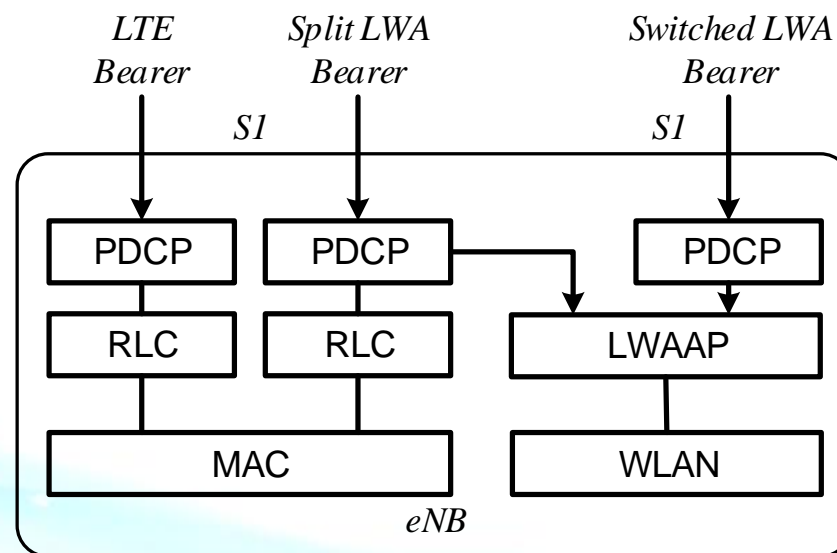 LTE Bearer
Split LWA Bearer
Switched LWA Bearer
S1
S1
PDCP
PDCP
PDCP
RLC
RLC
LWAAP
MAC
WLAN
eNB